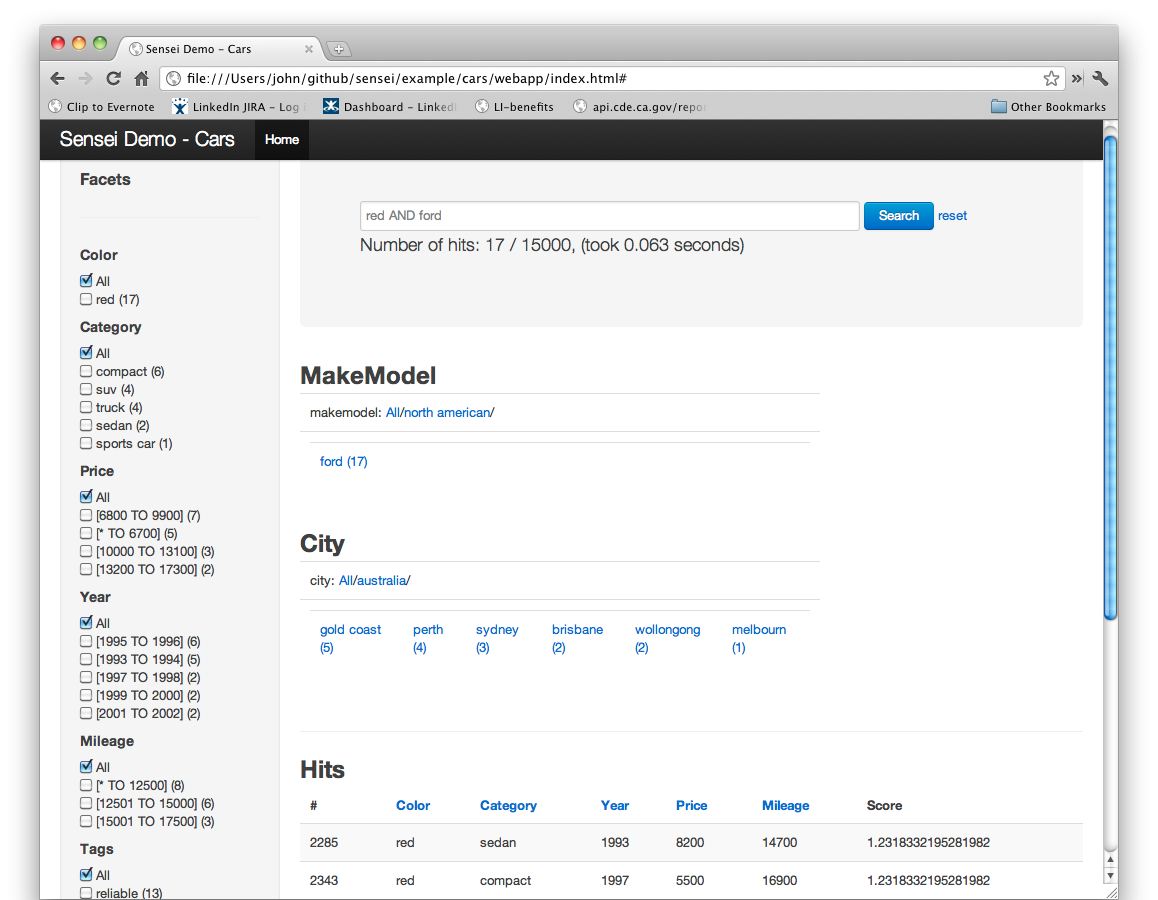 Sensei Demo – Cars
file:///Users/john/github/sensei/example/cars/webapp/index.html#
Clip to Evernote LinkedIn JIRA – Log Dashboard – Linked LI-benefits api.cde.ca.gov/repo Other Bookmarks
Sensei Demo - Cars Home
Facets
Color
All
red (17)
Category
All
compact (6)
suv (4)
truck (4)
sedan (2)
sports car (1)
Price
All
[6800 TO 9900] (7)
[* TO 6700] (5)
[10000 TO 13100] (3)
[13200 TO 17300] (2)
Year
All
[1995 TO 1996] (6)
[1993 TO 1994] (5)
[1997 TO 1998] (2)
[1999 TO 2000] (2)
[2001 TO 2002] (2)
Mileage
All
[* TO 12500] (8)
[12501 TO 15000] (6)
[15001 TO 17500] (3)
Tags
All
reliable (13)
red AND ford Search reset
Number of hits: 17 / 15000, (took 0.063 seconds)
MakeModel
makemodel: All/north american/
ford (17)
City
city: All/australia/
gold coast perth sydney brisbane wollongong melbourn
(5) (4) (3) (2) (2) (1)
Hits
# Color Category Year Price Mileage Score
2285 red sedan 1993 8200 14700 1.2318332195281982
2343 red compact 1997 5500 16900 1.2318332195281982